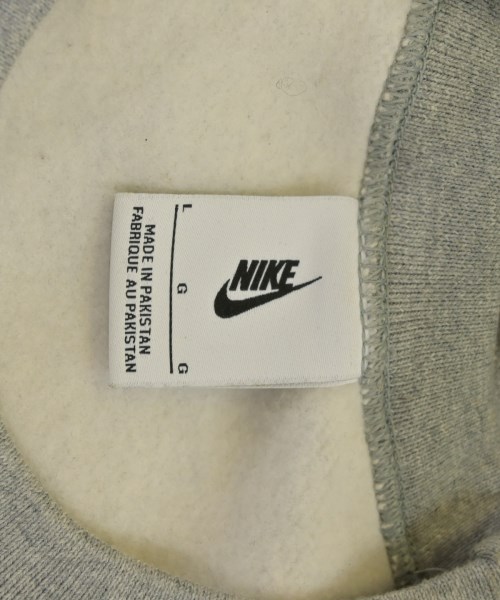 NIKE
L G G
MADE IN PAKISTAN
FABRIQUE AU PAKISTAN